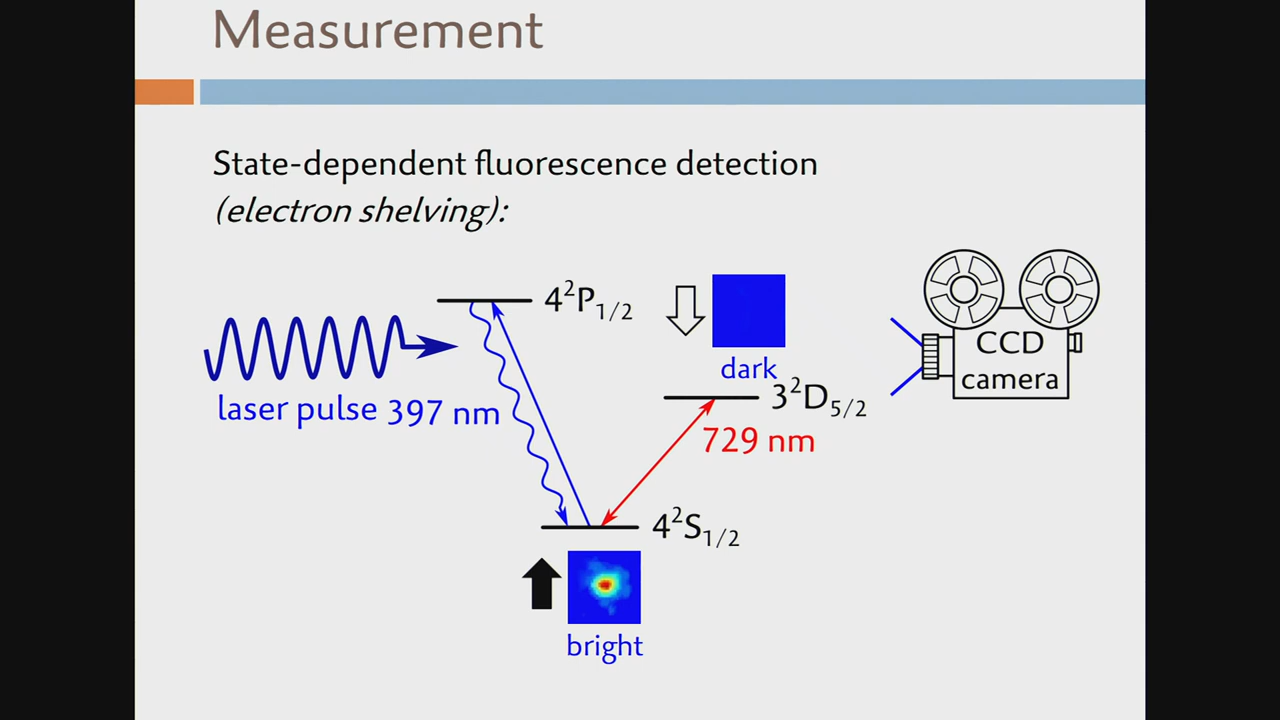 Measurement
State-dependent fluorescence detection
(electron shelving):
4²P₁/₂
dark
CCD
camera
laser pulse 397 nm
3²D₅/₂
729 nm
4²S₁/₂
bright